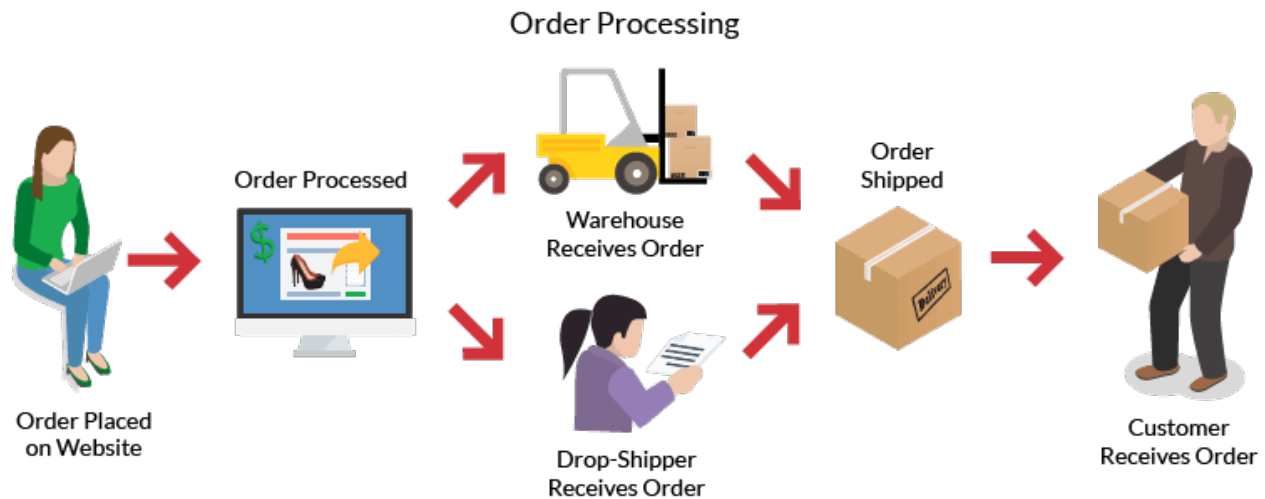 Order Processing
Order Placed
on Website
Order Processed
Warehouse
Receives Order
Drop-Shipper
Receives Order
Order
Shipped
Delivery
Customer
Receives Order